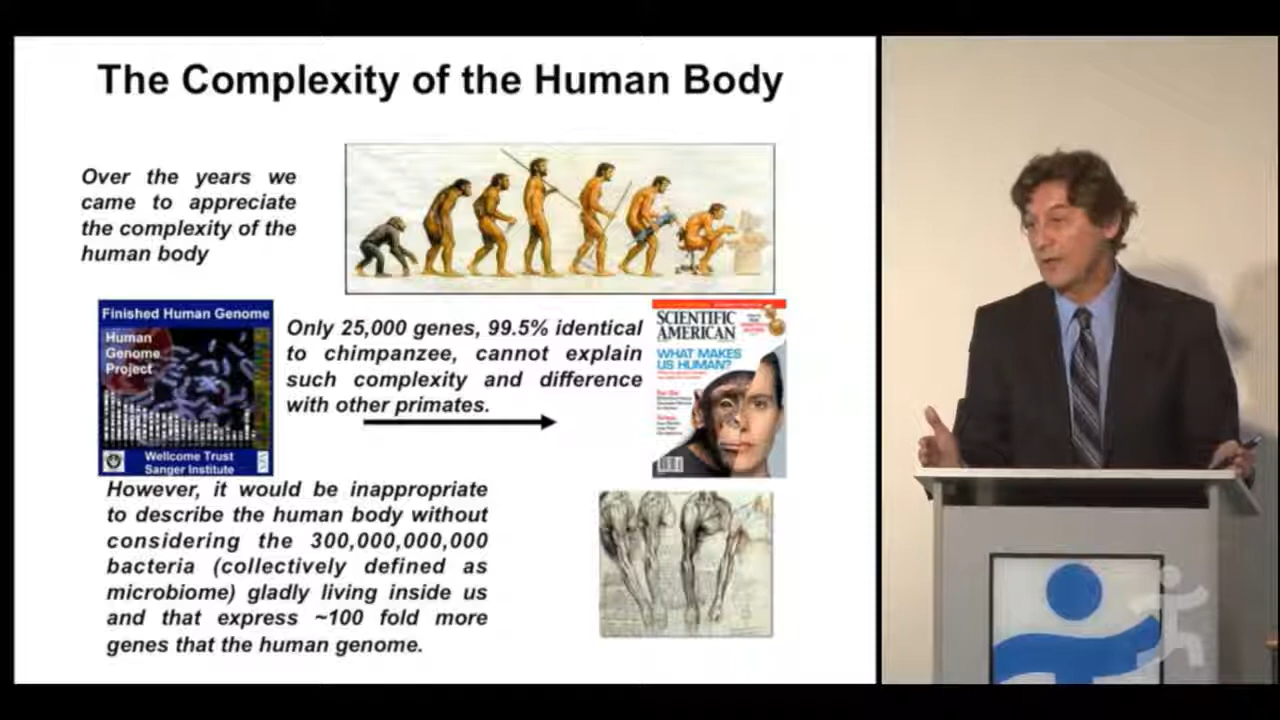 The Complexity of the Human Body
Over the years we
came to appreciate
the complexity of the
human body
Finished Human Genome
Human
Genome
Project
Wellcome Trust
Sanger Institute
Only 25,000 genes, 99.5% identical
to chimpanzee, cannot explain
such complexity and difference
with other primates.
SCIENTIFIC
AMERICAN
WHAT MAKES
US HUMAN?
However, it would be inappropriate
to describe the human body without
considering the 300,000,000,000
bacteria (collectively defined as
microbiome) gladly living inside us
and that express ~100 fold more
genes that the human genome.